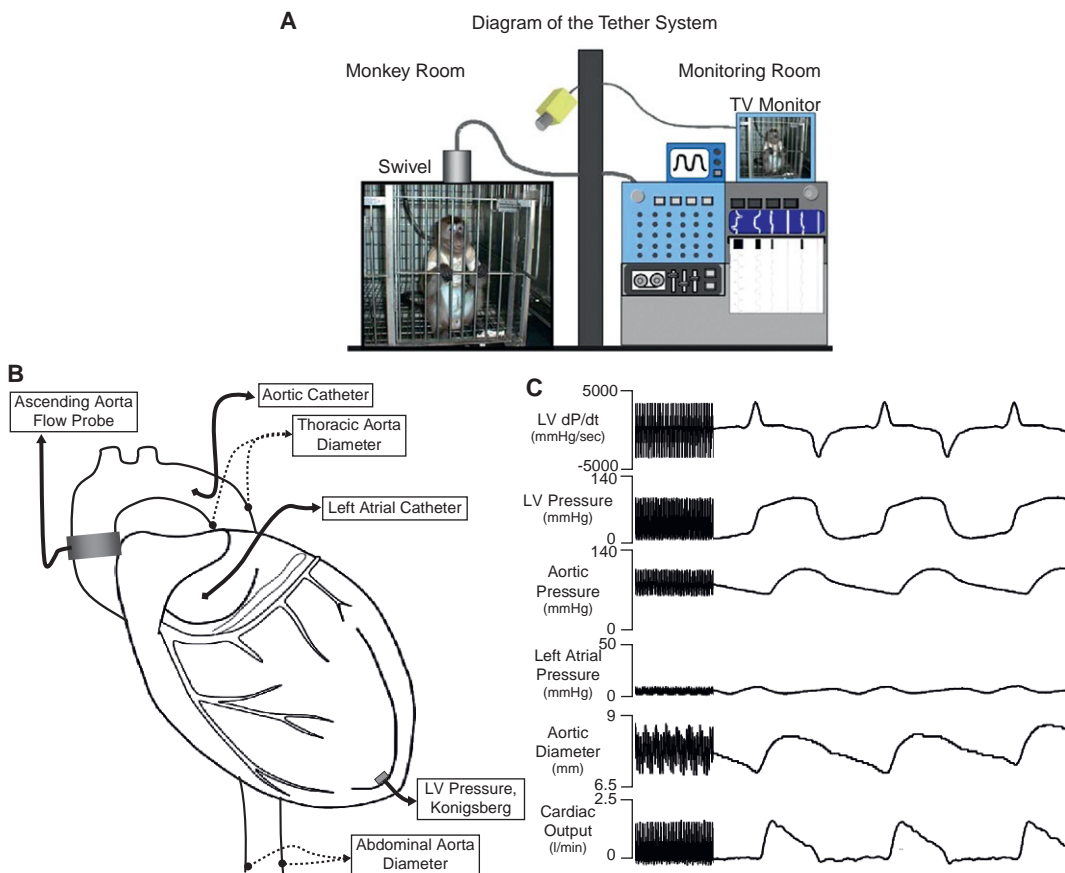 A
Diagram of the Tether System
Monkey Room
Monitoring Room
TV Monitor
Swivel
B
Ascending Aorta
Flow Probe
Aortic Catheter
Thoracic Aorta
Diameter
Left Atrial Catheter
LV Pressure,
Konigsberg
Abdominal Aorta
Diameter
C
5000
LV dP/dt
(mmHg/sec)
-5000
140
LV Pressure
(mmHg)
0
140
Aortic
Pressure
(mmHg)
0
50
Left Atrial
Pressure
(mmHg)
0
9
Aortic
Diameter
(mm)
6.5
2.5
Cardiac
Output
(l/min)
0